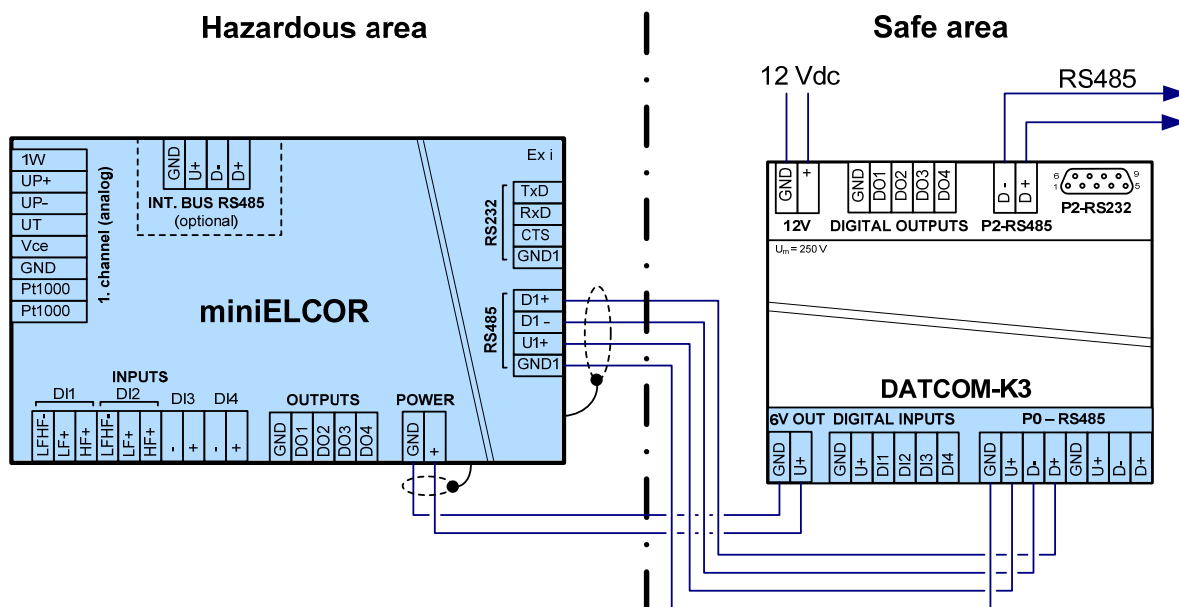 Hazardous area
Safe area
12 Vdc
RS485
1W
UP+
UP-
UT
Vce
GND
Pt1000
Pt1000
1. channel (analog)
GND
U+
D-
D+
INT. BUS RS485
(optional)
Ex i
TxD
RxD
CTS
GND1
RS232
miniELCOR
D1+
D1 -
U1+
GND1
RS485
INPUTS
DI1
DI2
DI3
DI4
LFHF-
LF+
HF+
LFHF-
LF+
HF+
-
+
-
+
OUTPUTS
GND
DO1
DO2
DO3
DO4
POWER
GND
+
GND
+
12V
GND
DO1
DO2
DO3
DO4
DIGITAL OUTPUTS
D -
D+
P2-RS485
6
9
1
5
P2-RS232
Um = 250 V
DATCOM-K3
6V OUT
DIGITAL INPUTS
P0 – RS485
GND
U+
GND
U+
DI1
DI2
DI3
DI4
GND
U+
D-
D+
GND
U+
D-
D+